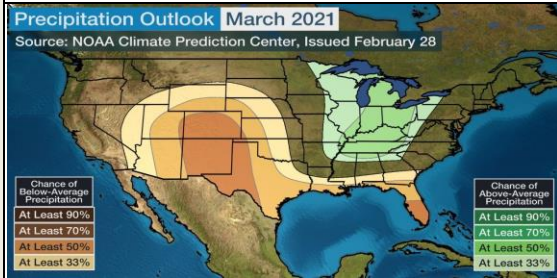 Precipitation Outlook March 2021
Source: NOAA Climate Prediction Center, Issued February 28
Chance of
Below-Average
Precipitation
At Least 90%
At Least 70%
At Least 50%
At Least 33%
Chance of
Above-Average
Precipitation
At Least 90%
At Least 70%
At Least 50%
At Least 33%